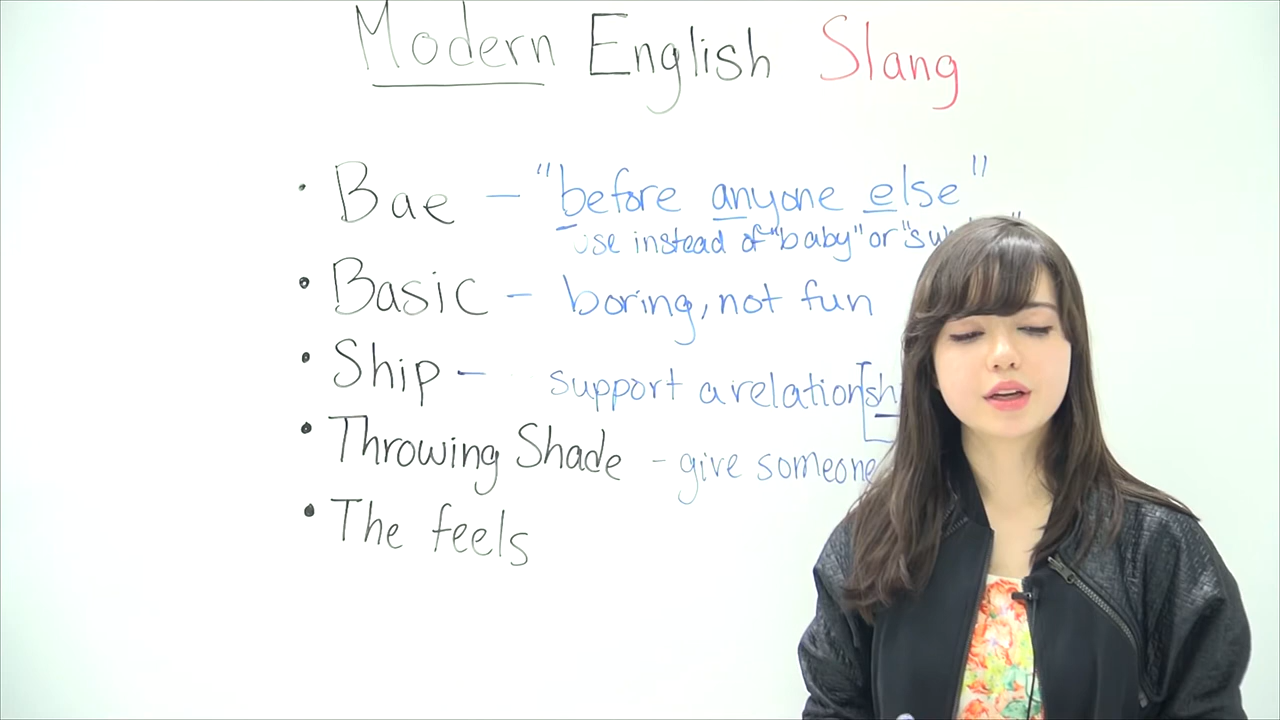 Modern English Slang
• Bae – "before anyone else"
use instead of "baby" or
• Basic – boring, not fun
• Ship – support a relation[sh
• Throwing Shade – give someone
• The feels